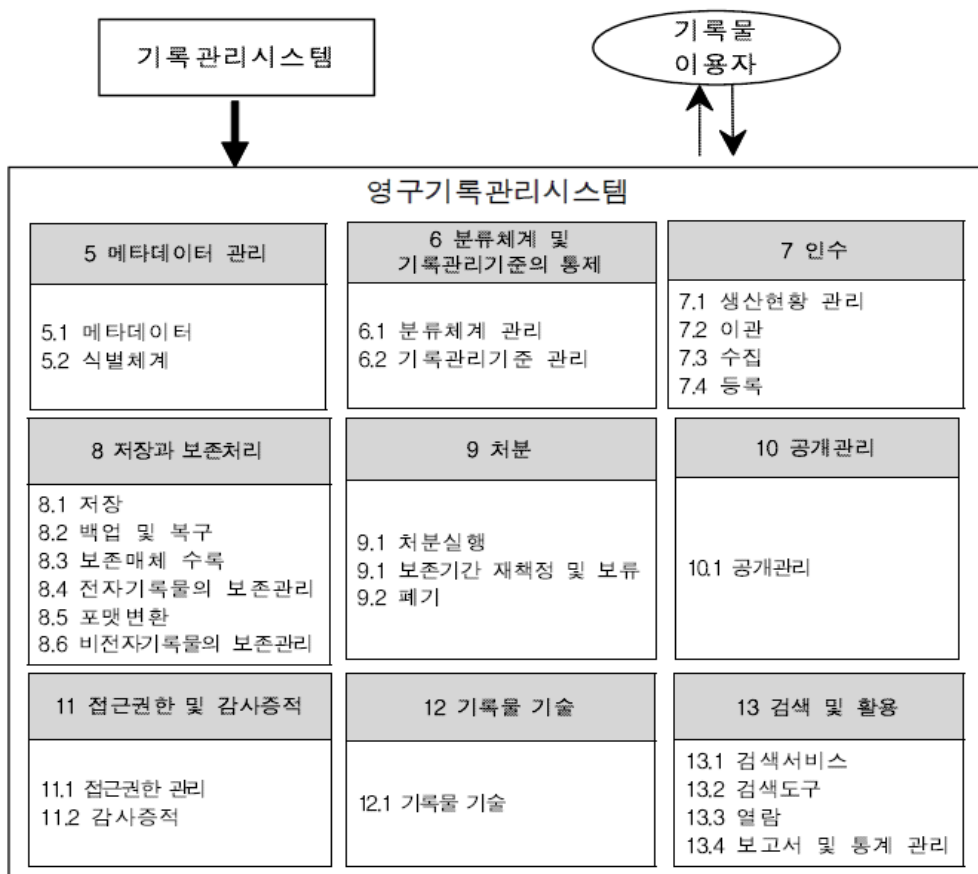 기록관리시스템
기록물
이용자
영구기록관리시스템
5 메타데이터 관리
5.1 메타데이터
5.2 식별체계
6 분류체계 및
기록관리기준의 통제
6.1 분류체계 관리
6.2 기록관리기준 관리
7 인수
7.1 생산현황 관리
7.2 이관
7.3 수집
7.4 등록
8 저장과 보존처리
8.1 저장
8.2 백업 및 복구
8.3 보존매체 수록
8.4 전자기록물의 보존관리
8.5 포맷변환
8.6 비전자기록물의 보존관리
9 처분
9.1 처분실행
9.1 보존기간 재책정 및 보류
9.2 폐기
10 공개관리
10.1 공개관리
11 접근권한 및 감사증적
11.1 접근권한 관리
11.2 감사증적
12 기록물 기술
12.1 기록물 기술
13 검색 및 활용
13.1 검색서비스
13.2 검색도구
13.3 열람
13.4 보고서 및 통계 관리